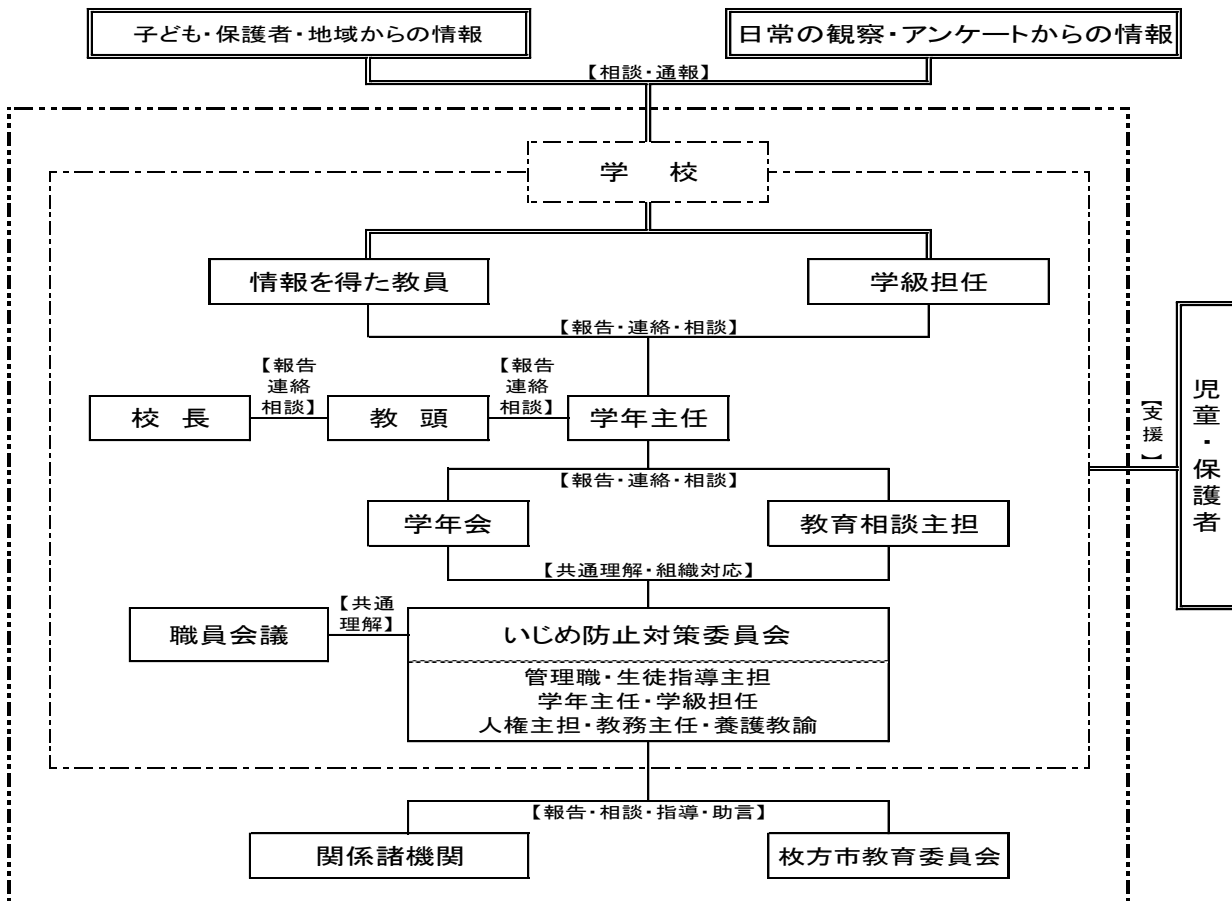 子ども・保護者・地域からの情報
日常の観察・アンケートからの情報
【相談・通報】
学　校
情報を得た教員
学級担任
【報告・連絡・相談】
【報告
連絡
相談】
【報告
連絡
相談】
校　長
教　頭
学年主任
【支援】
児童・保護者
【報告・連絡・相談】
学年会
教育相談主担
【共通理解・組織対応】
職員会議
【共通
理解】
いじめ防止対策委員会
管理職・生徒指導主担
学年主任・学級担任
人権主担・教務主任・養護教諭
【報告・相談・指導・助言】
関係諸機関
枚方市教育委員会